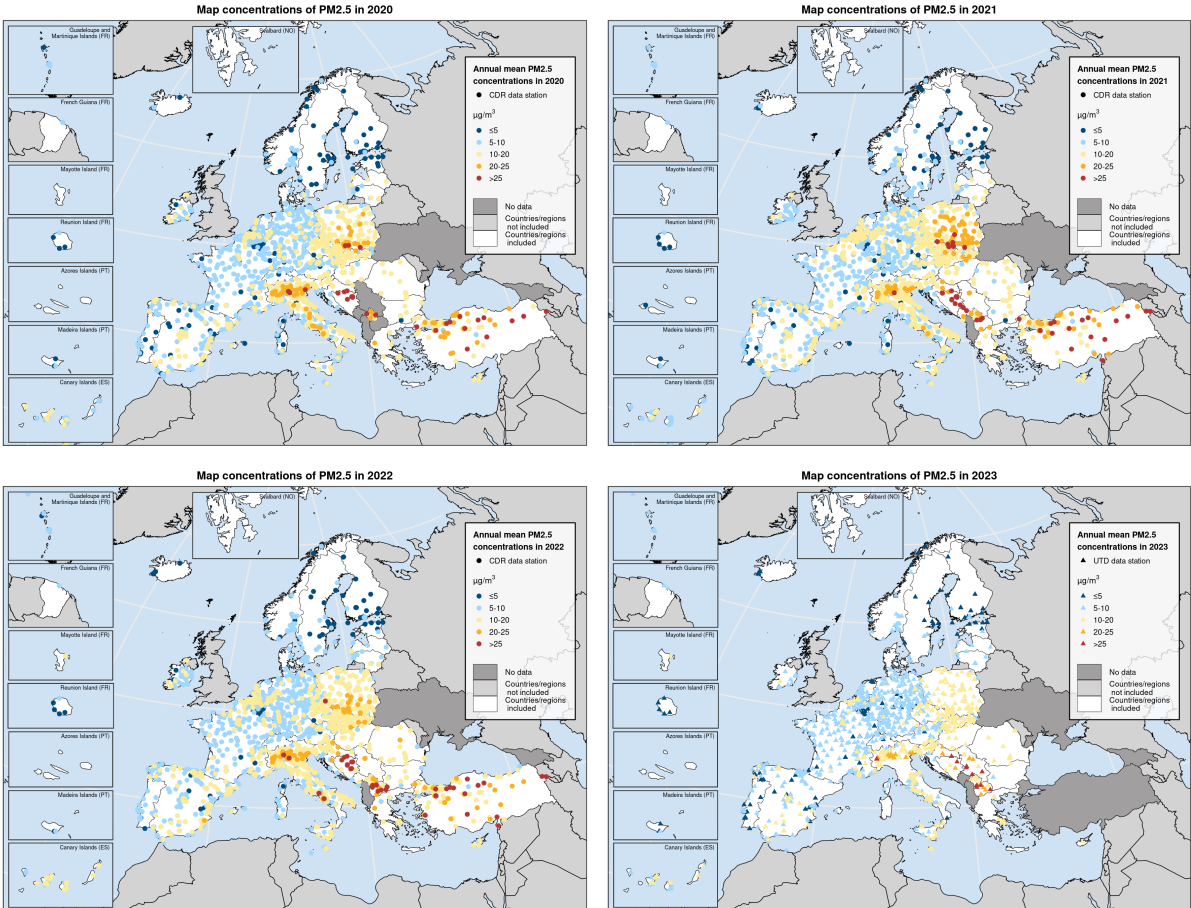 Map concentrations of PM2.5 in 2020
Guadeloupe and
Martinique Islands (FR)
Svalbard (NO)
French Guiana (FR)
Mayotte Island (FR)
Reunion Island (FR)
Azores Islands (PT)
Madeira Islands (PT)
Canary Islands (ES)
Annual mean PM2.5
concentrations in 2020
CDR data station
µg/m³
≤5
5-10
10-20
20-25
>25
No data
Countries/regions
not included
Countries/regions
included
Map concentrations of PM2.5 in 2021
Guadeloupe and
Martinique Islands (FR)
Svalbard (NO)
French Guiana (FR)
Mayotte Island (FR)
Reunion Island (FR)
Azores Islands (PT)
Madeira Islands (PT)
Canary Islands (ES)
Annual mean PM2.5
concentrations in 2021
CDR data station
µg/m³
≤5
5-10
10-20
20-25
>25
No data
Countries/regions
not included
Countries/regions
included
Map concentrations of PM2.5 in 2022
Guadeloupe and
Martinique Islands (FR)
Svalbard (NO)
French Guiana (FR)
Mayotte Island (FR)
Reunion Island (FR)
Azores Islands (PT)
Madeira Islands (PT)
Canary Islands (ES)
Annual mean PM2.5
concentrations in 2022
CDR data station
µg/m³
≤5
5-10
10-20
20-25
>25
No data
Countries/regions
not included
Countries/regions
included
Map concentrations of PM2.5 in 2023
Guadeloupe and
Martinique Islands (FR)
Svalbard (NO)
French Guiana (FR)
Mayotte Island (FR)
Reunion Island (FR)
Azores Islands (PT)
Madeira Islands (PT)
Canary Islands (ES)
Annual mean PM2.5
concentrations in 2023
UTD data station
µg/m³
≤5
5-10
10-20
20-25
>25
No data
Countries/regions
not included
Countries/regions
included